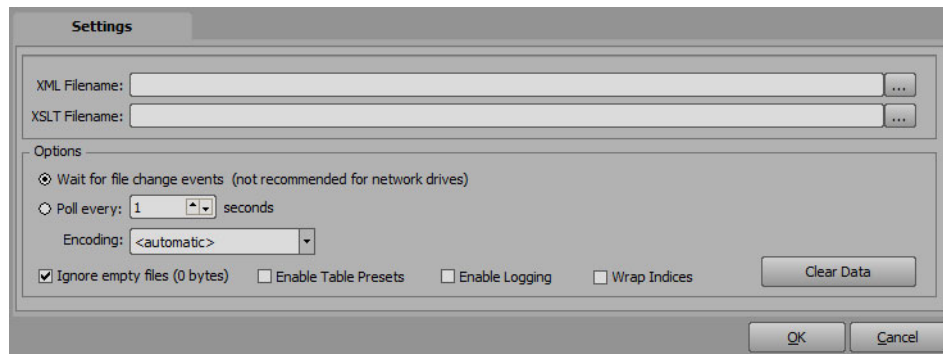 Settings
XML Filename: ...
XSLT Filename: ...
Options
Wait for file change events (not recommended for network drives)
Poll every: 1 seconds
Encoding: <automatic>
Ignore empty files (0 bytes) Enable Table Presets Enable Logging Wrap Indices Clear Data
OK Cancel